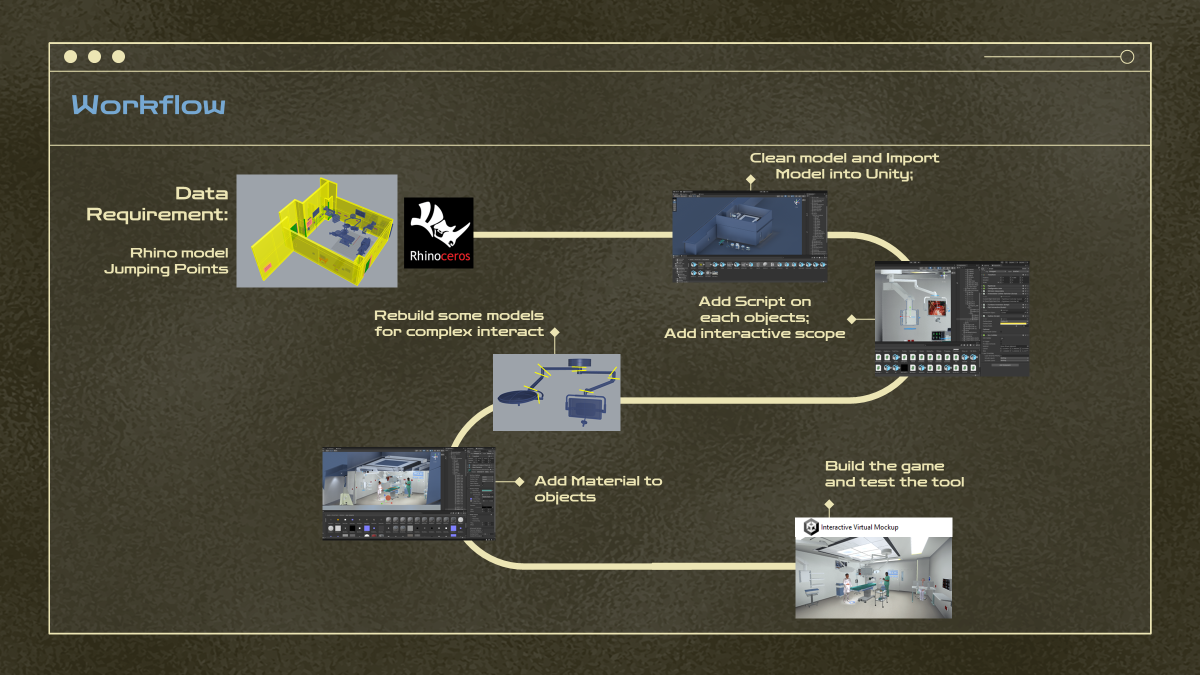 Workflow
Data
Requirement:
Rhino model
Jumping Points
Rhinoceros
Clean model and Import
Model into Unity;
Add Script on
each objects;
Add interactive scope
Rebuild some models
for complex interact
Add Material to
objects
Build the game
and test the tool
Interactive Virtual Mockup